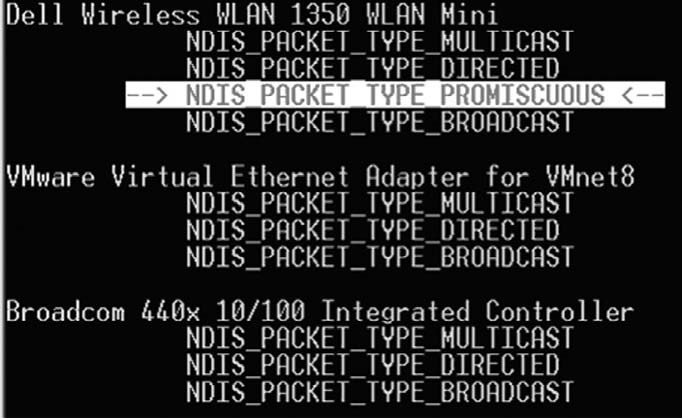 Dell Wireless WLAN 1350 WLAN Mini
NDIS_PACKET_TYPE_MULTICAST
NDIS_PACKET_TYPE_DIRECTED
--> NDIS_PACKET_TYPE_PROMISCUOUS <--
NDIS_PACKET_TYPE_BROADCAST
VMware Virtual Ethernet Adapter for VMnet8
NDIS_PACKET_TYPE_MULTICAST
NDIS_PACKET_TYPE_DIRECTED
NDIS_PACKET_TYPE_BROADCAST
Broadcom 440x 10/100 Integrated Controller
NDIS_PACKET_TYPE_MULTICAST
NDIS_PACKET_TYPE_DIRECTED
NDIS_PACKET_TYPE_BROADCAST